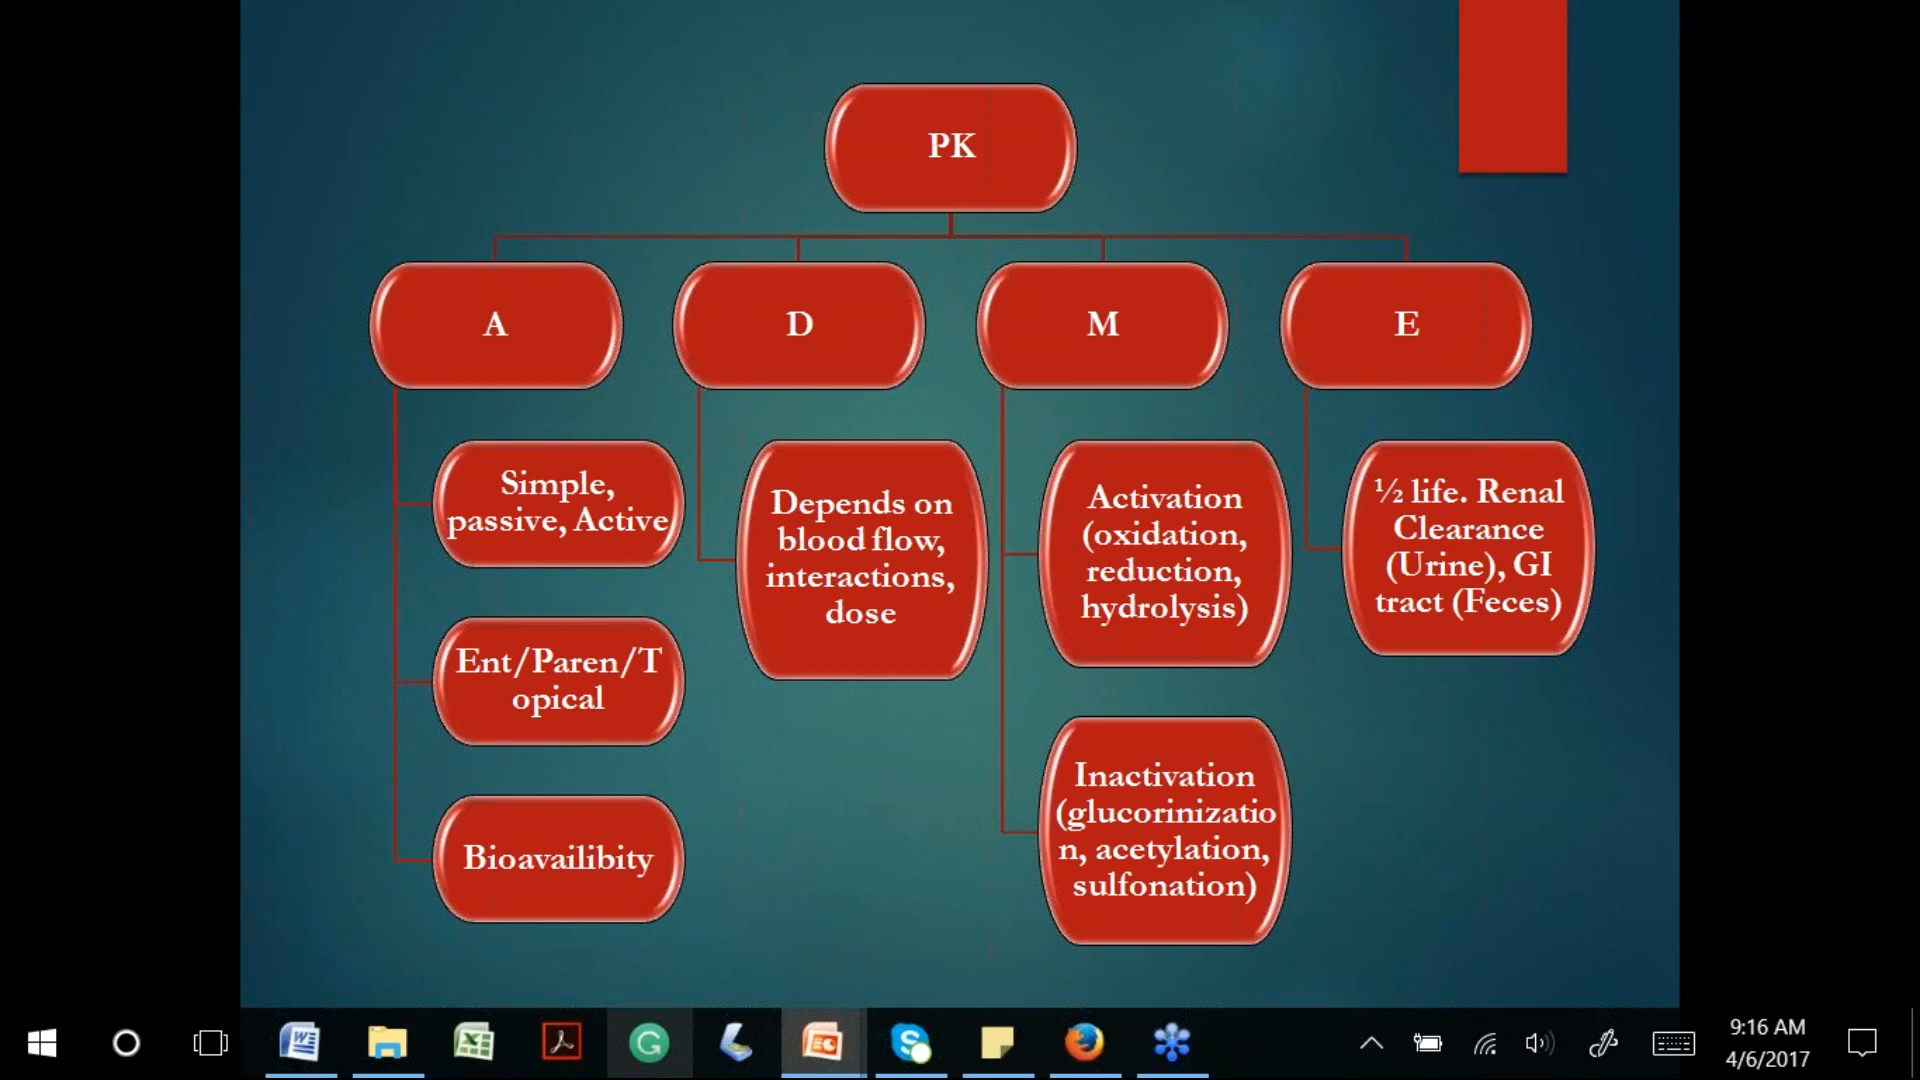 PK
A
D
M
E
Simple,
passive, Active
Ent/Paren/T
opical
Bioavailibity
Depends on
blood flow,
interactions,
dose
Activation
(oxidation,
reduction,
hydrolysis)
Inactivation
(glucorinizatio
n, acetylation,
sulfonation)
½ life. Renal
Clearance
(Urine), GI
tract (Feces)
9:16 AM
4/6/2017